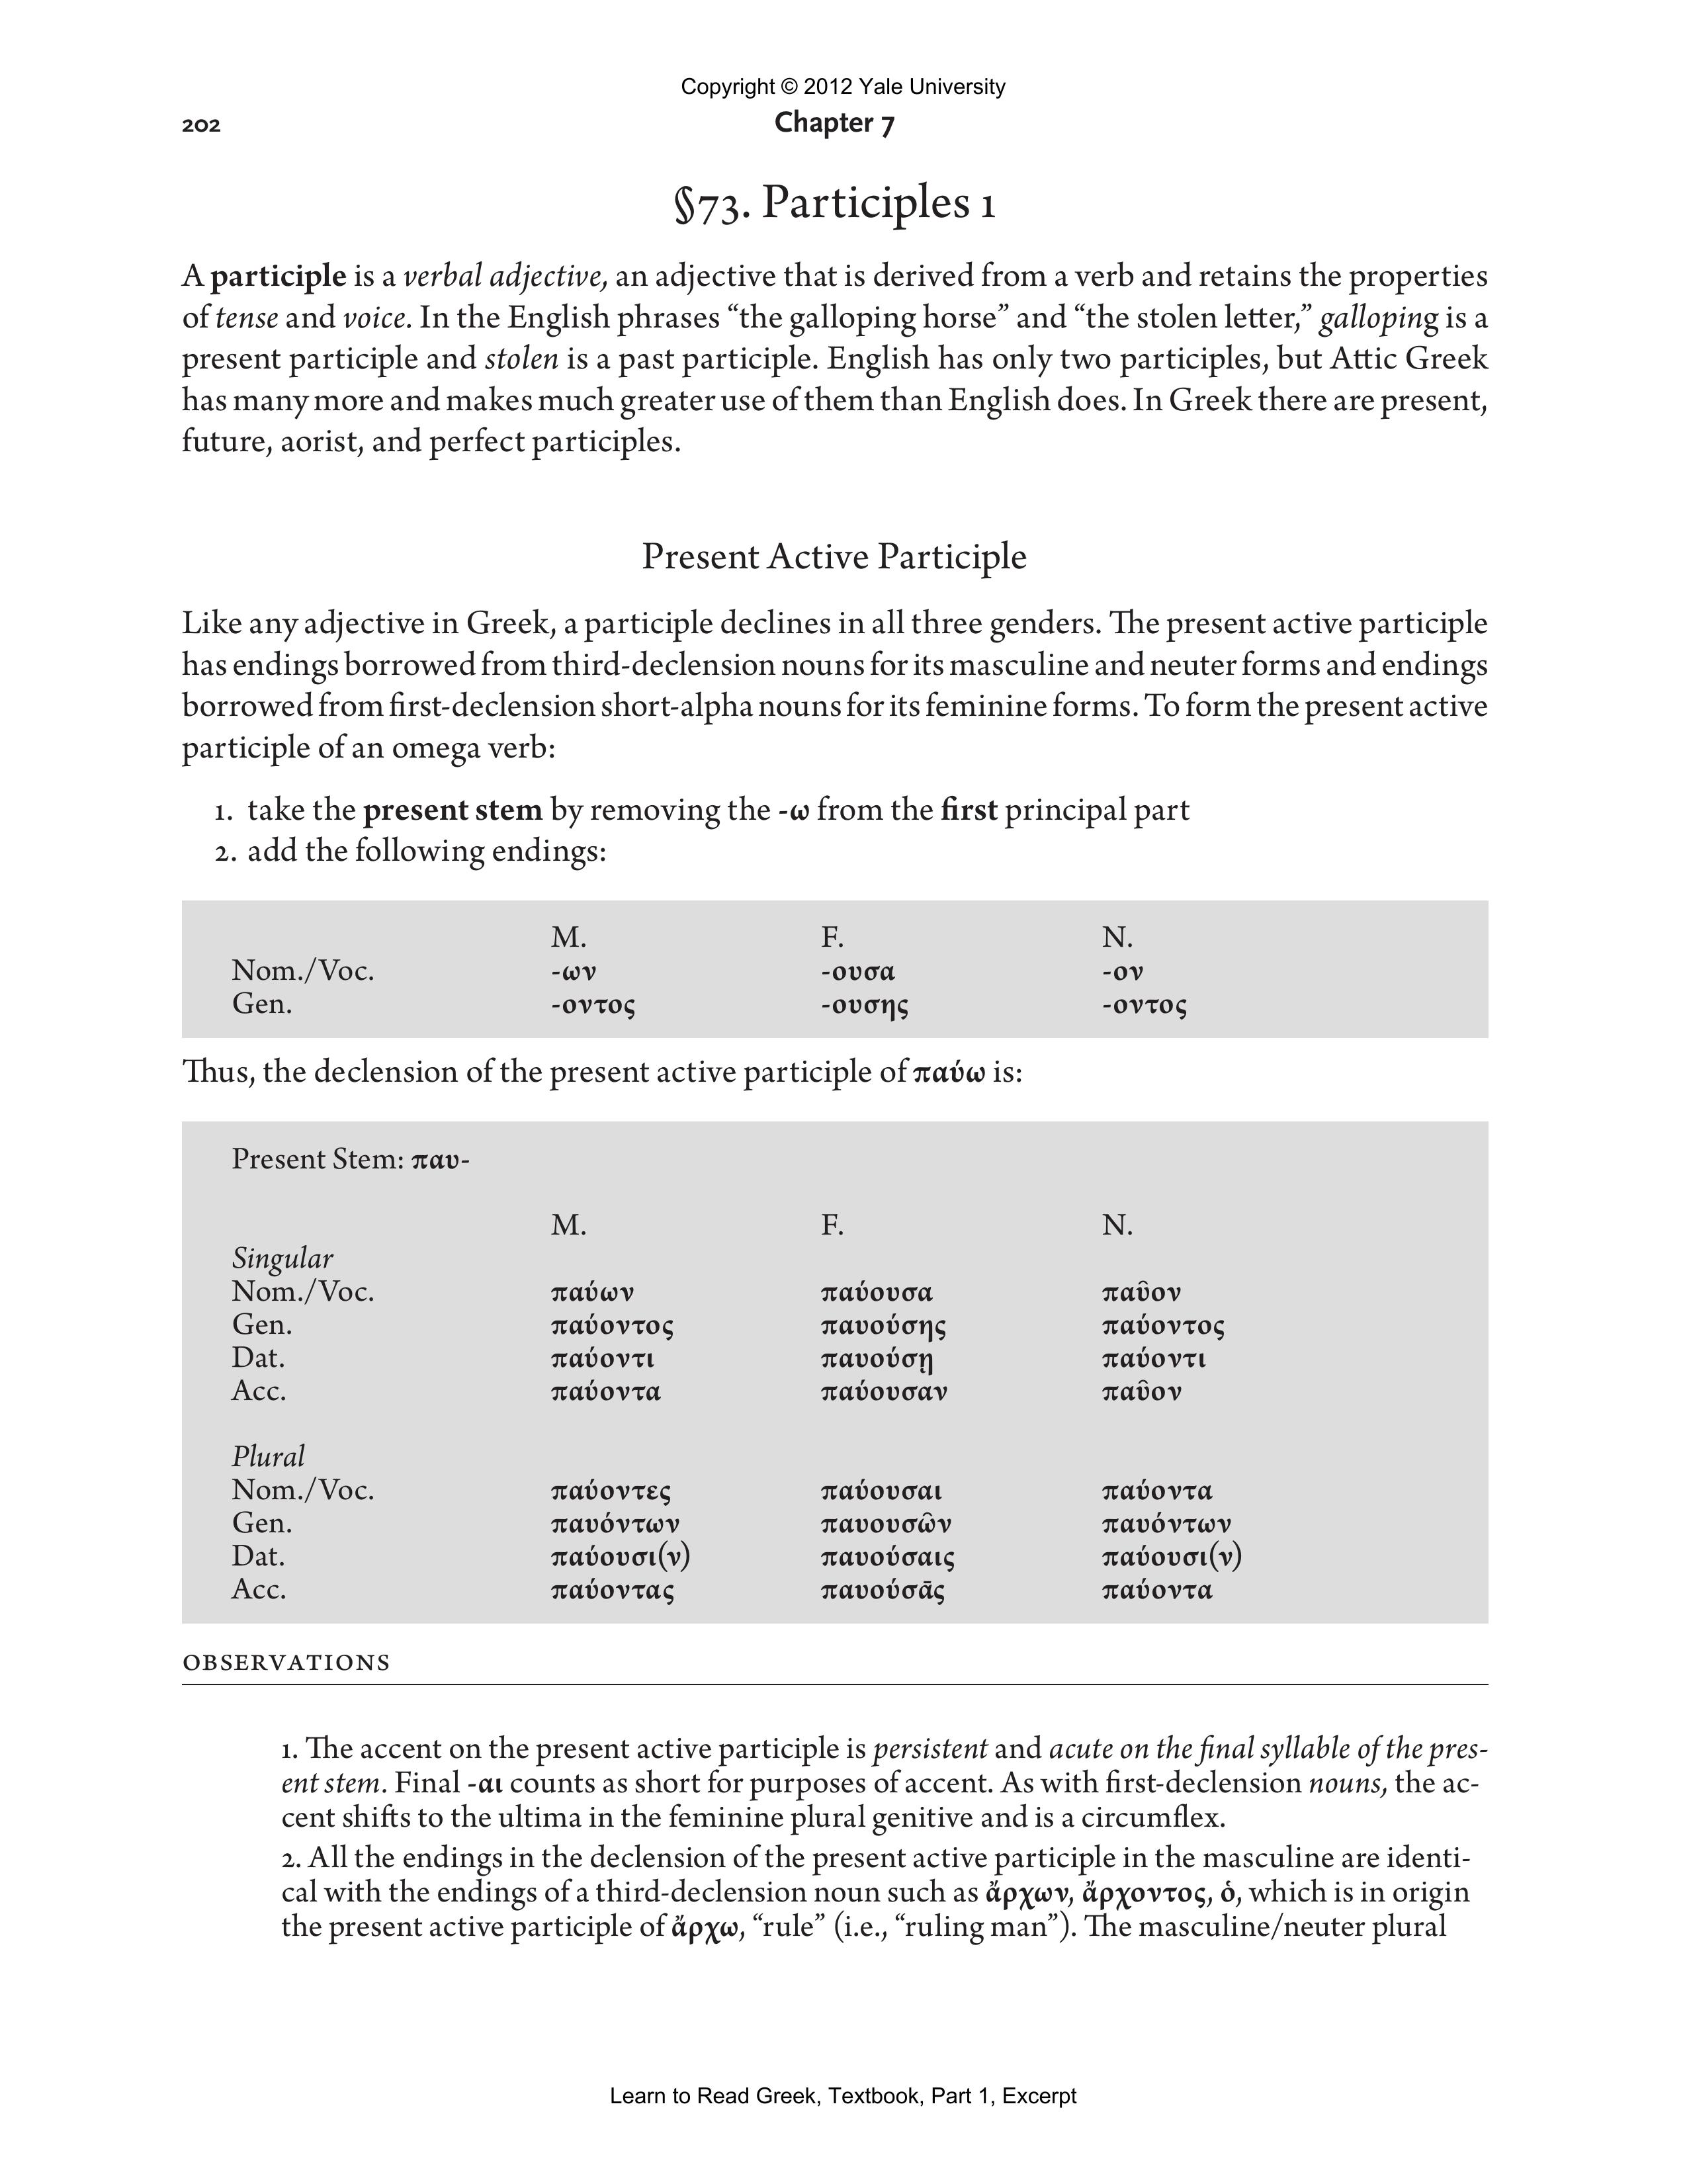 Copyright © 2012 Yale University
202 Chapter 7
§73. Participles 1
A participle is a verbal adjective, an adjective that is derived from a verb and retains the properties
of tense and voice. In the English phrases “the galloping horse” and “the stolen letter,” galloping is a
present participle and stolen is a past participle. English has only two participles, but Attic Greek
has many more and makes much greater use of them than English does. In Greek there are present,
future, aorist, and perfect participles.
Present Active Participle
Like any adjective in Greek, a participle declines in all three genders. The present active participle
has endings borrowed from third-declension nouns for its masculine and neuter forms and endings
borrowed from first-declension short-alpha nouns for its feminine forms. To form the present active
participle of an omega verb:
1. take the present stem by removing the -ω from the first principal part
2. add the following endings:
M. F. N.
Nom./Voc. -ων -ουσα -ον
Gen. -οντος -ουσης -οντος
Thus, the declension of the present active participle of παύω is:
Present Stem: παυ-
M. F. N.
Singular
Nom./Voc. παύων παύουσα παῦον
Gen. παύοντος παυούσης παύοντος
Dat. παύοντι παυούσῃ παύοντι
Acc. παύοντα παύουσαν παῦον
Plural
Nom./Voc. παύοντες παύουσαι παύοντα
Gen. παυόντων παυουσῶν παυόντων
Dat. παύουσι(ν) παυούσαις παύουσι(ν)
Acc. παύοντας παυούσᾱς παύοντα
OBSERVATIONS
1. The accent on the present active participle is persistent and acute on the final syllable of the pres-
ent stem. Final -αι counts as short for purposes of accent. As with first-declension nouns, the ac-
cent shifts to the ultima in the feminine plural genitive and is a circumflex.
2. All the endings in the declension of the present active participle in the masculine are identi-
cal with the endings of a third-declension noun such as ἄρχων, ἄρχοντος, ὁ, which is in origin
the present active participle of ἄρχω, “rule” (i.e., “ruling man”). The masculine/neuter plural
Learn to Read Greek, Textbook, Part 1, Excerpt